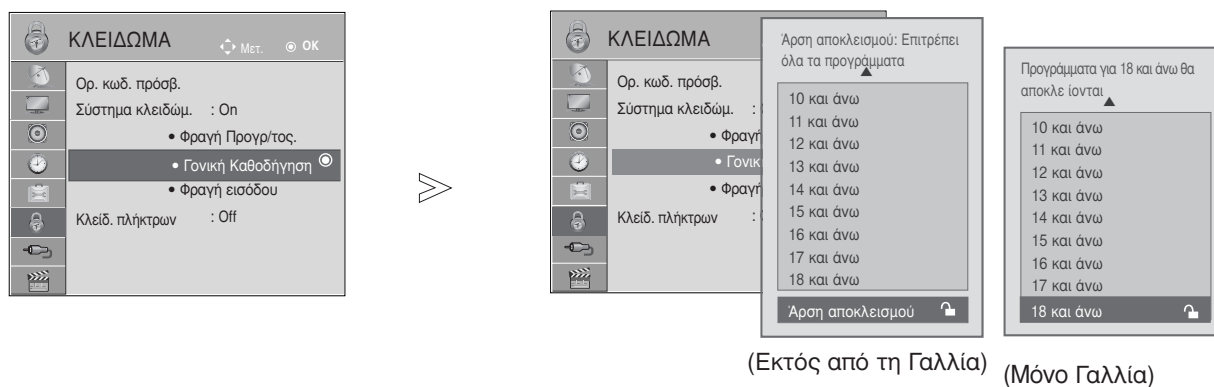 ΚΛΕΙΔΩΜΑ Μετ. OK
Ορ. κωδ. πρόσβ.
Σύστημα κλειδώμ. : On
• Φραγή Προγρ/τος.
• Γονική Καθοδήγηση
• Φραγή εισόδου
Κλείδ. πλήκτρων : Off
ΚΛΕΙΔΩΜΑ
Ορ. κωδ. πρόσβ.
Σύστημα κλειδώμ. :
• Φραγή
• Γονικ
• Φραγή
Κλείδ. πλήκτρων :
Άρση αποκλεισμού: Επιτρέπει
όλα τα προγράμματα
10 και άνω
11 και άνω
12 και άνω
13 και άνω
14 και άνω
15 και άνω
16 και άνω
17 και άνω
18 και άνω
Άρση αποκλεισμού
(Εκτός από τη Γαλλία)
Προγράμματα για 18 και άνω θα
αποκλε ίονται
10 και άνω
11 και άνω
12 και άνω
13 και άνω
14 και άνω
15 και άνω
16 και άνω
17 και άνω
18 και άνω
(Μόνο Γαλλία)